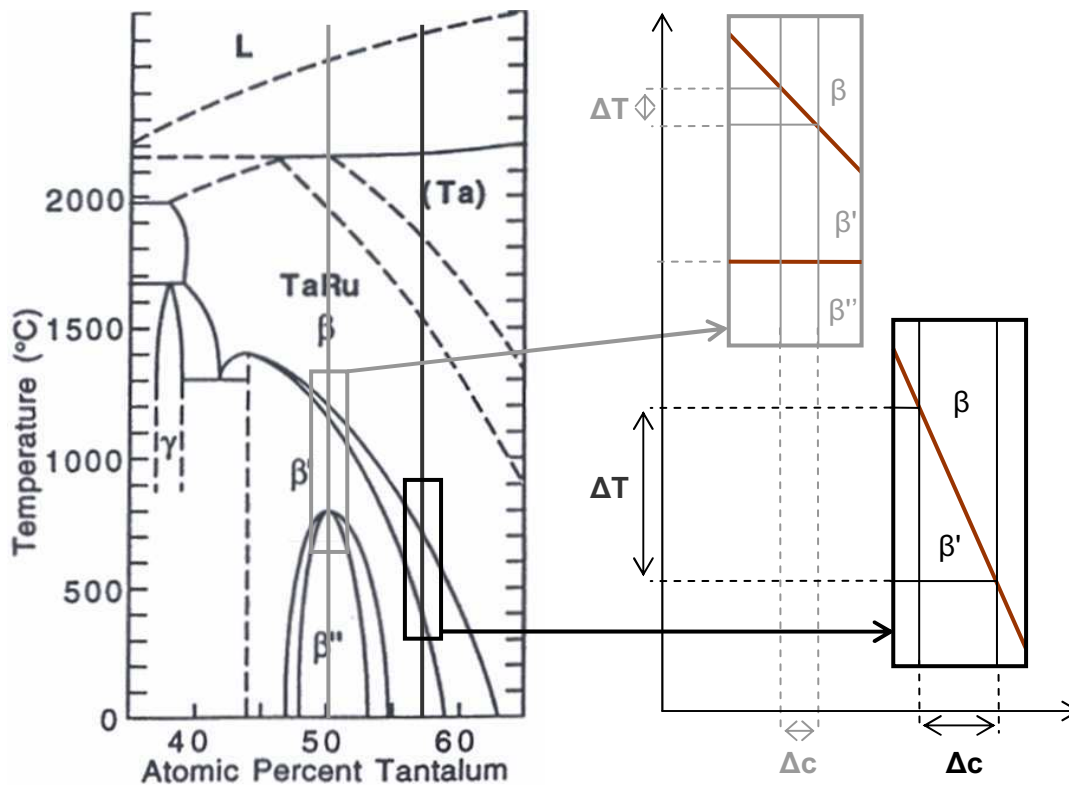 L
(Ta)
TaRu
β
γ
β'
β"
2000
1500
1000
500
0
Temperature (°C)
40
50
60
Atomic Percent Tantalum
ΔT
β
β'
β''
ΔT
β
β'
Δc
Δc